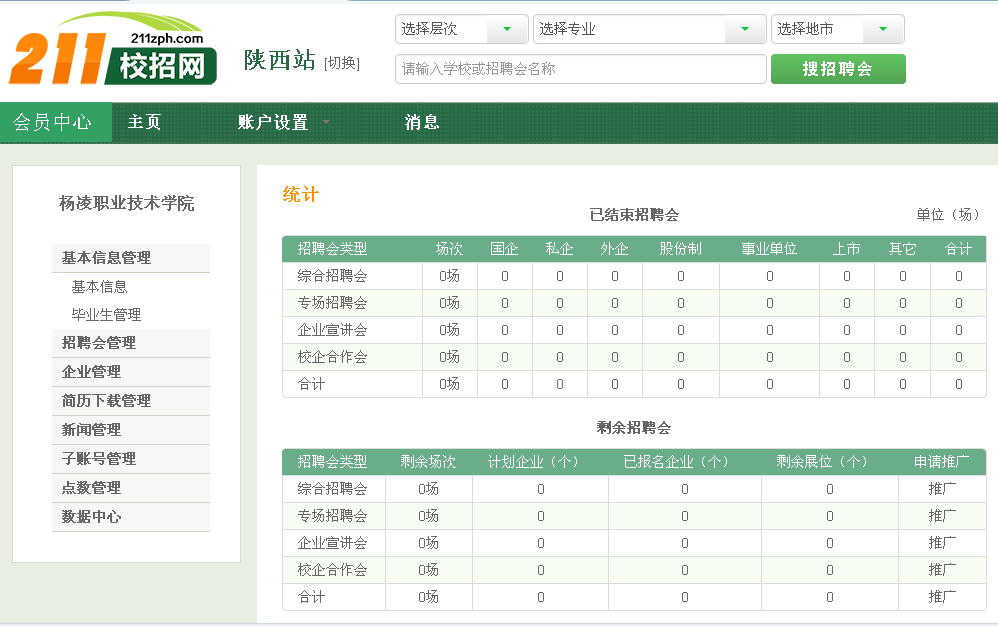 211zph.com
211校招网
陕西站 [切换]
选择层次 选择专业 选择地市
请输入学校或招聘会名称 搜招聘会
会员中心 主页 账户设置 消息
杨凌职业技术学院
基本信息管理
基本信息
毕业生管理
招聘会管理
企业管理
简历下载管理
新闻管理
子账号管理
点数管理
数据中心
统计
已结束招聘会 单位（场）
招聘会类型 场次 国企 私企 外企 股份制 事业单位 上市 其它 合计
综合招聘会 0场 0 0 0 0 0 0 0 0
专场招聘会 0场 0 0 0 0 0 0 0 0
企业宣讲会 0场 0 0 0 0 0 0 0 0
校企合作会 0场 0 0 0 0 0 0 0 0
合计 0场 0 0 0 0 0 0 0 0
剩余招聘会
招聘会类型 剩余场次 计划企业（个） 已报名企业（个） 剩余展位（个） 申请推广
综合招聘会 0场 0 0 0 推广
专场招聘会 0场 0 0 0 推广
企业宣讲会 0场 0 0 0 推广
校企合作会 0场 0 0 0 推广
合计 0场 0 0 0 推广